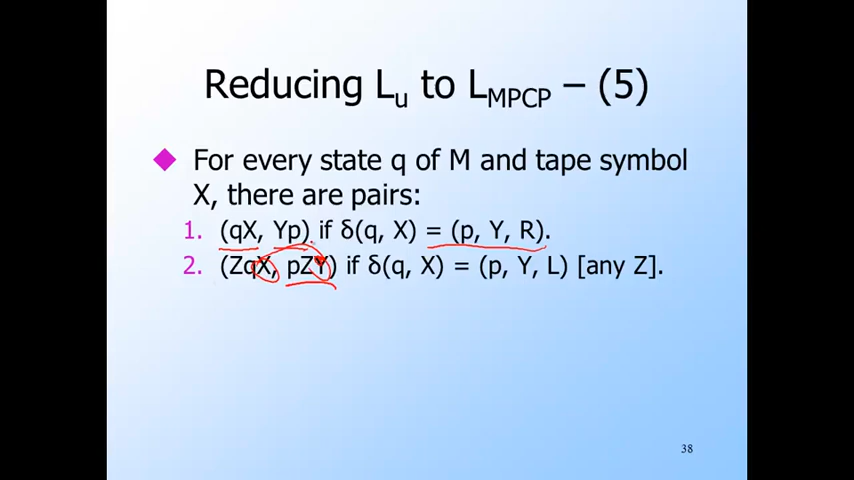 Reducing Lu to LMPCP – (5)
For every state q of M and tape symbol
X, there are pairs:
1. (qX, Yp) if δ(q, X) = (p, Y, R).
2. (ZqX, pZY) if δ(q, X) = (p, Y, L) [any Z].
38